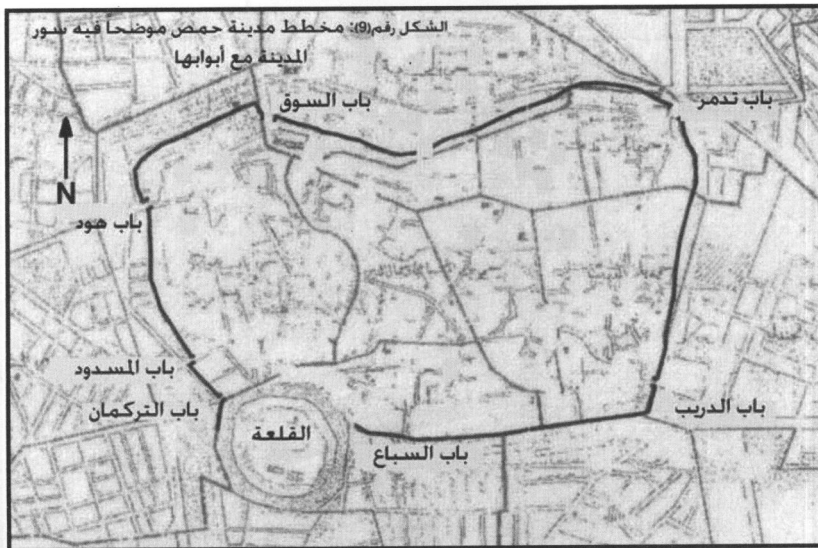 الشكل رقم(9): مخطط مدينة حمص موضحا فيه سور
المدينة مع أبوابها
باب السوق
باب تدمر
N
باب هود
باب المسدود
باب التركمان
القلعة
باب السباع
باب الدريب